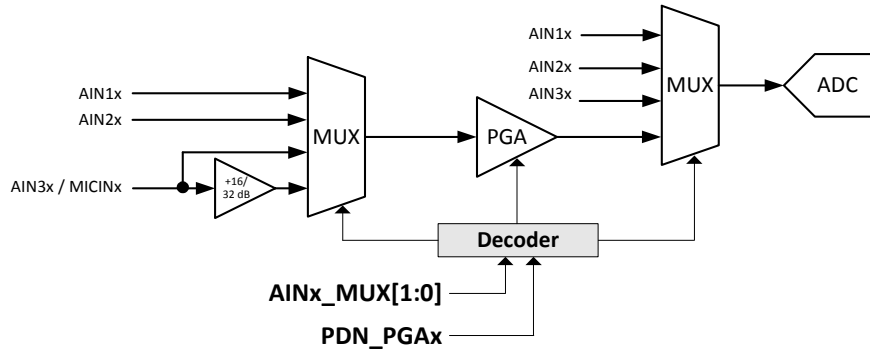 AIN1x
AIN2x
AIN3x
MUX
ADC
AIN1x
AIN2x
MUX
PGA
AIN3x / MICINx
+16/
32 dB
Decoder
AINx_MUX[1:0]
PDN_PGAx